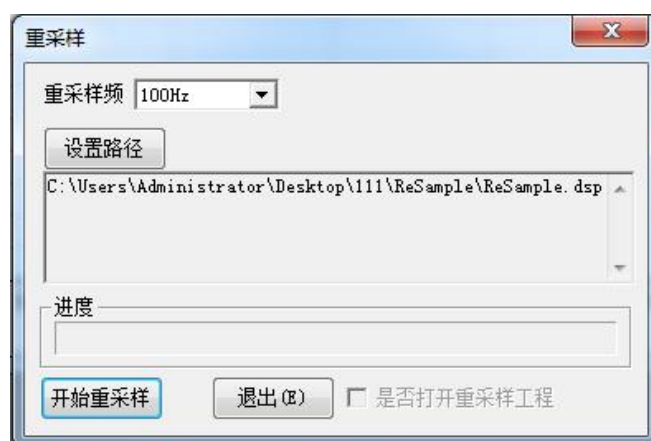 重采样
重采样频 100Hz
设置路径
C:\Users\Administrator\Desktop\111\ReSample\ReSample.dsp
进度
开始重采样 退出(E) 是否打开重采样工程